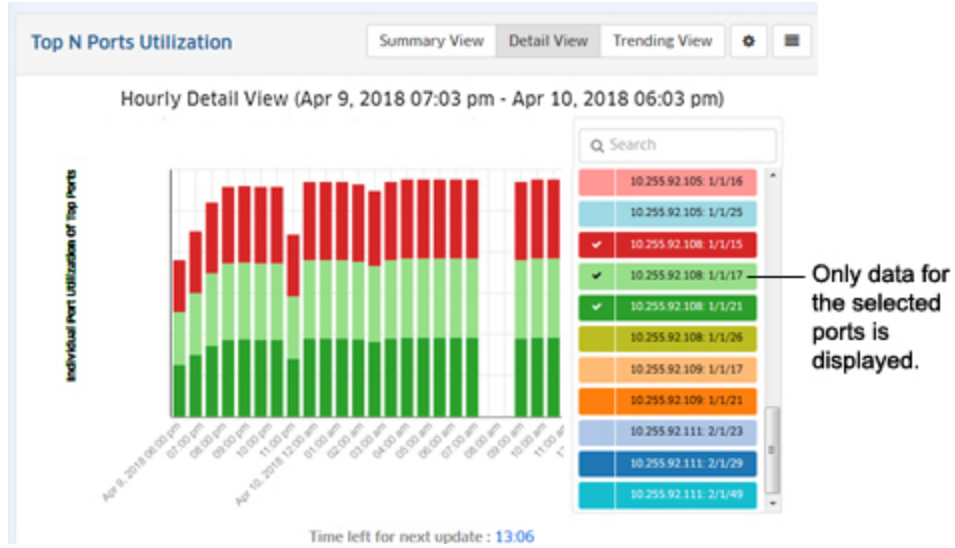 Top N Ports Utilization
Summary View
Detail View
Trending View
Hourly Detail View (Apr 9, 2018 07:03 pm - Apr 10, 2018 06:03 pm)
Individual Port Utilization of Top Ports
Search
10.255.92.105: 1/1/16
10.255.92.105: 1/1/25
10.255.92.108: 1/1/15
10.255.92.108: 1/1/17
10.255.92.108: 1/1/21
10.255.92.108: 1/1/26
10.255.92.109: 1/1/17
10.255.92.109: 1/1/21
10.255.92.111: 2/1/23
10.255.92.111: 2/1/29
10.255.92.111: 2/1/49
Only data for
the selected
ports is
displayed.
Apr 9, 2018 06:00 pm
07:00 pm
08:00 pm
09:00 pm
10:00 pm
11:00 pm
Apr 10, 2018 12:00 am
01:00 am
02:00 am
03:00 am
04:00 am
05:00 am
06:00 am
07:00 am
08:00 am
09:00 am
10:00 am
11:00 am
Time left for next update : 13:06